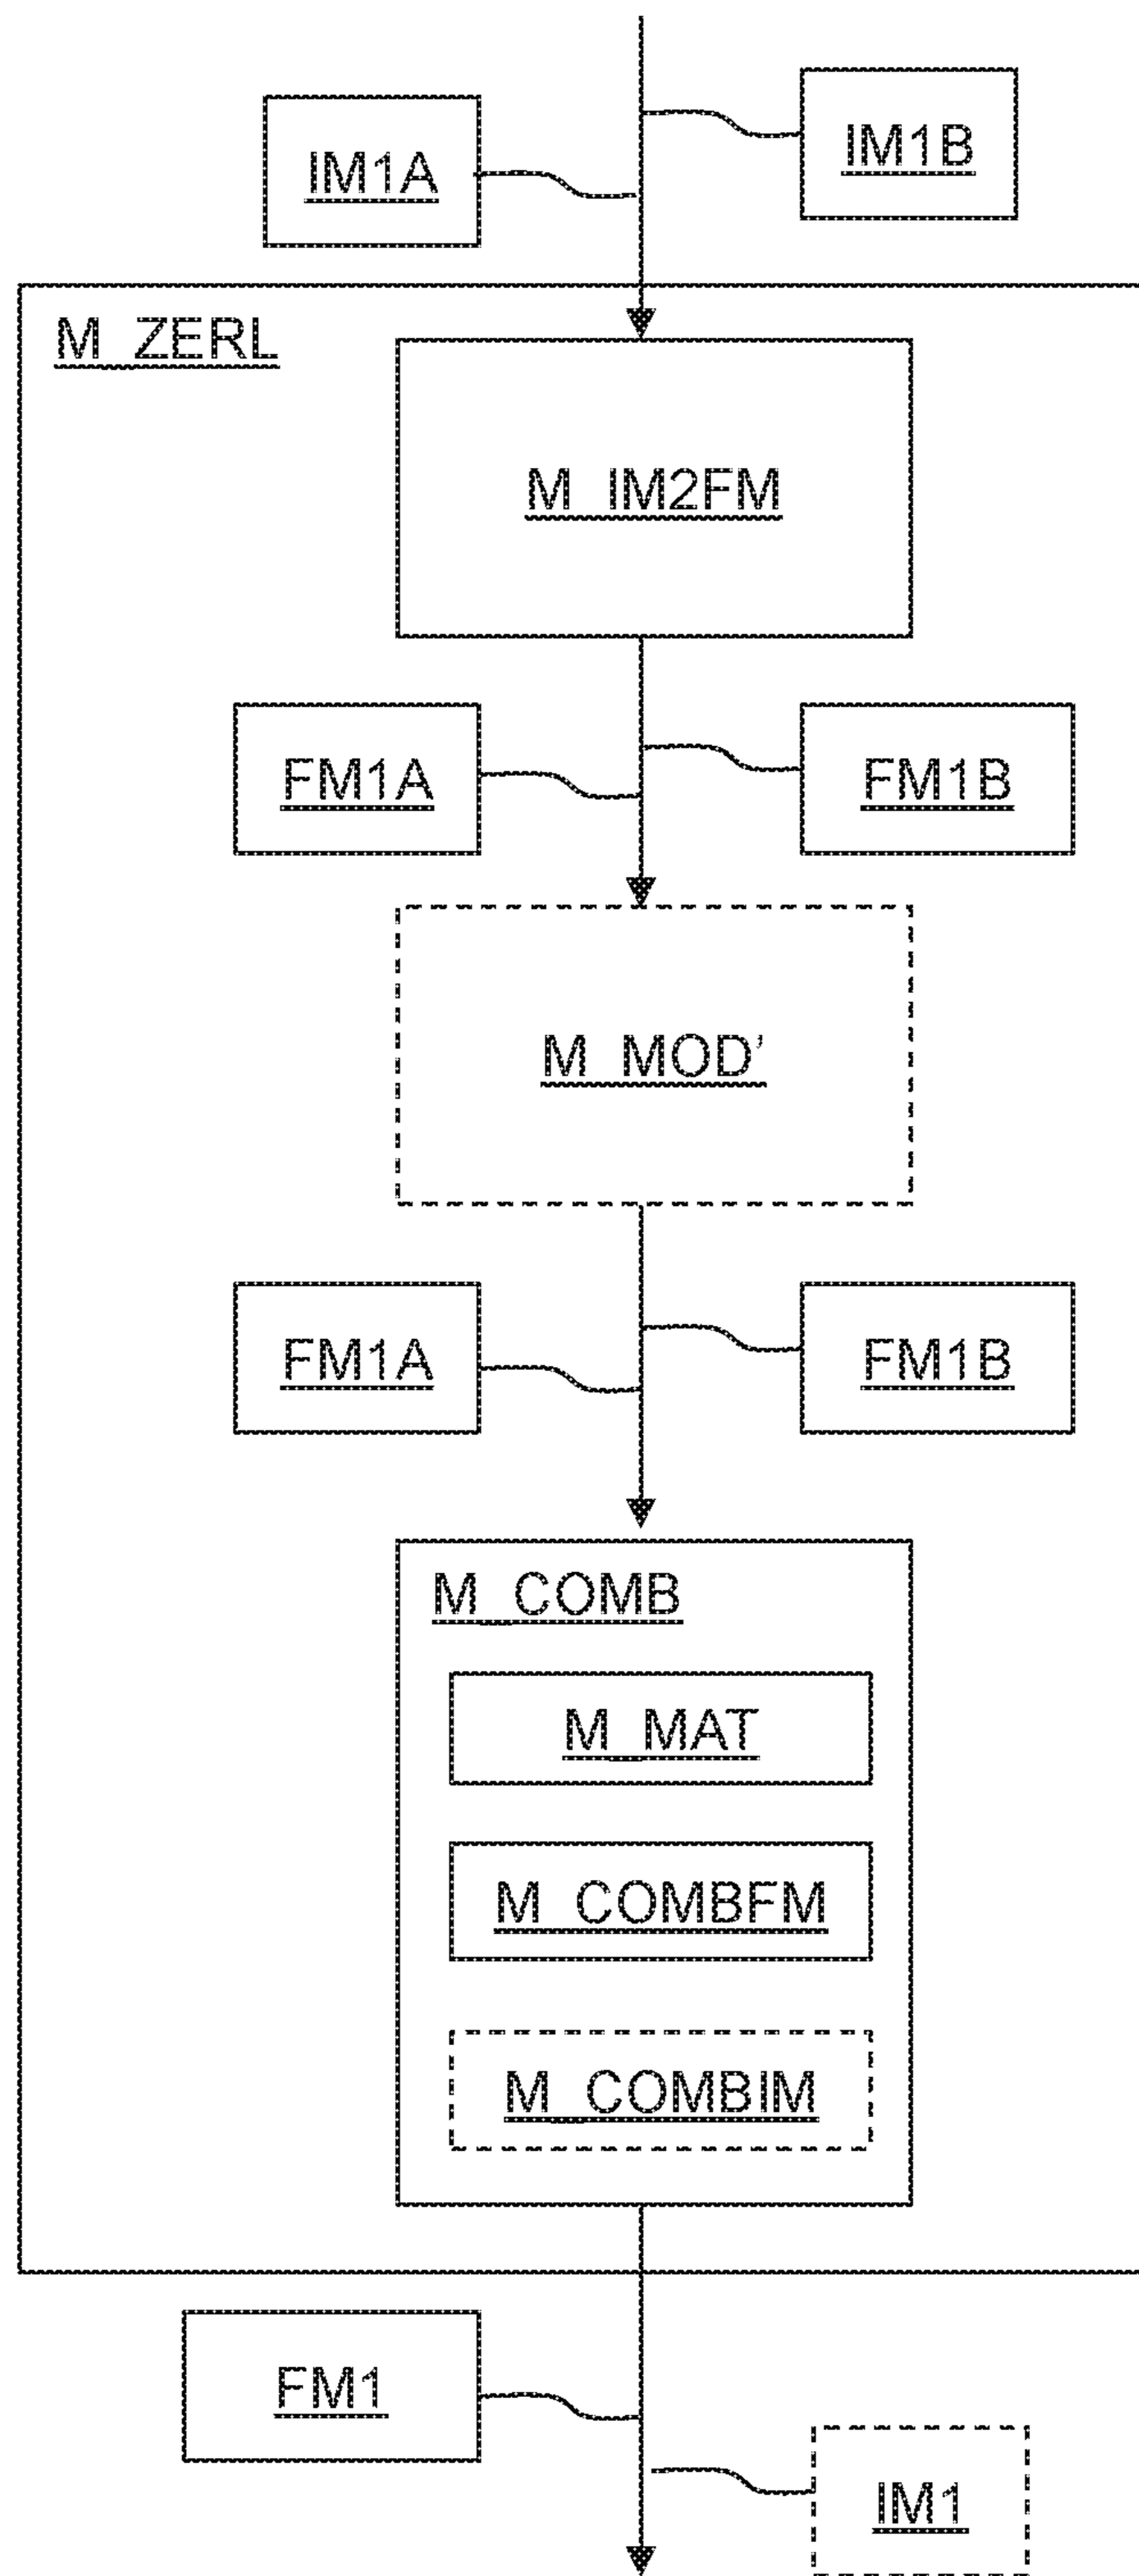 IM1B
IM1A
M_ZERL
M_IM2FM
FM1A
FM1B
M_MOD’
FM1A
FM1B
M_COMB
M_MAT
M_COMBFM
M_COMBIM
FM1
IM1